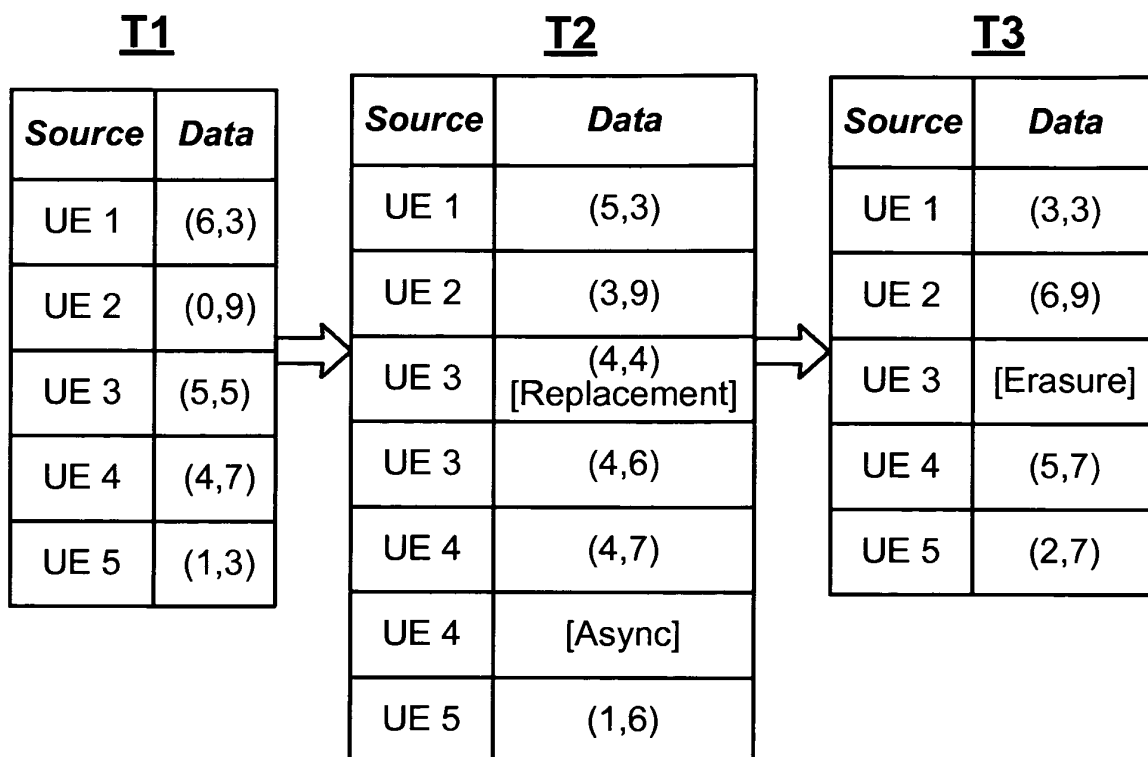 T1
Source Data
UE 1 (6,3)
UE 2 (0,9)
UE 3 (5,5)
UE 4 (4,7)
UE 5 (1,3)
T2
Source Data
UE 1 (5,3)
UE 2 (3,9)
UE 3 (4,4)
[Replacement]
UE 3 (4,6)
UE 4 (4,7)
UE 4 [Async]
UE 5 (1,6)
T3
Source Data
UE 1 (3,3)
UE 2 (6,9)
UE 3 [Erasure]
UE 4 (5,7)
UE 5 (2,7)